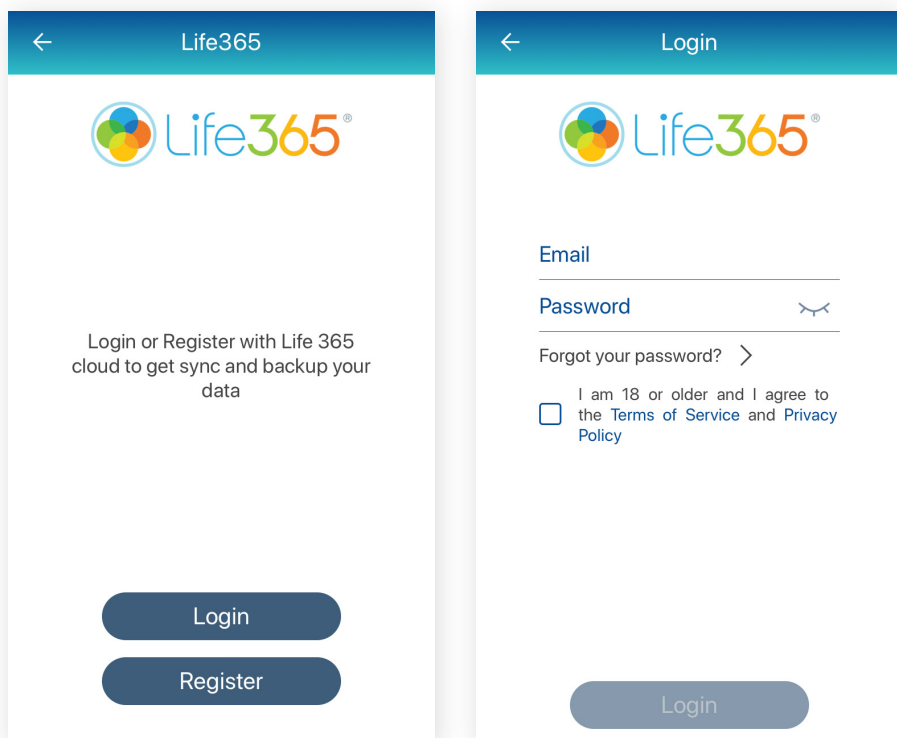 Life365
Life365®
Login or Register with Life 365
cloud to get sync and backup your
data
Login
Register
Login
Life365®
Email
Password
Forgot your password?
I am 18 or older and I agree to
the Terms of Service and Privacy
Policy
Login